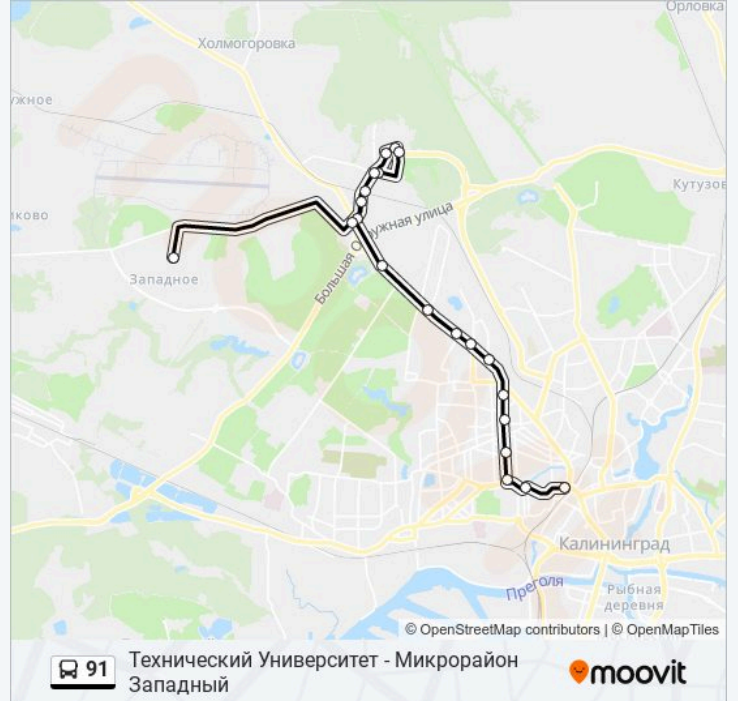 Орловка
Холмогоровка
ужное
Кутузов
ково
Большая Окружная улица
Западное
Калининград
Преголя
Рыбная
деревня
© OpenStreetMap contributors | © OpenMapTiles
91
Технический Университет - Микрорайон
Западный
moovit